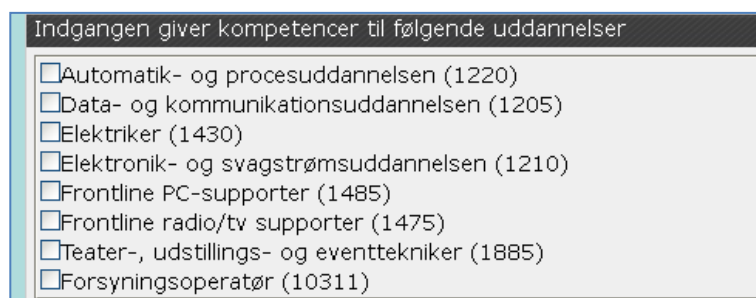 Indgangen giver kompetencer til følgende uddannelser
Automatik- og procesuddannelsen (1220)
Data- og kommunikationsuddannelsen (1205)
Elektriker (1430)
Elektronik- og svagstrømsuddannelsen (1210)
Frontline PC-supporter (1485)
Frontline radio/tv supporter (1475)
Teater-, udstillings- og eventtekniker (1885)
Forsyningsoperatør (10311)